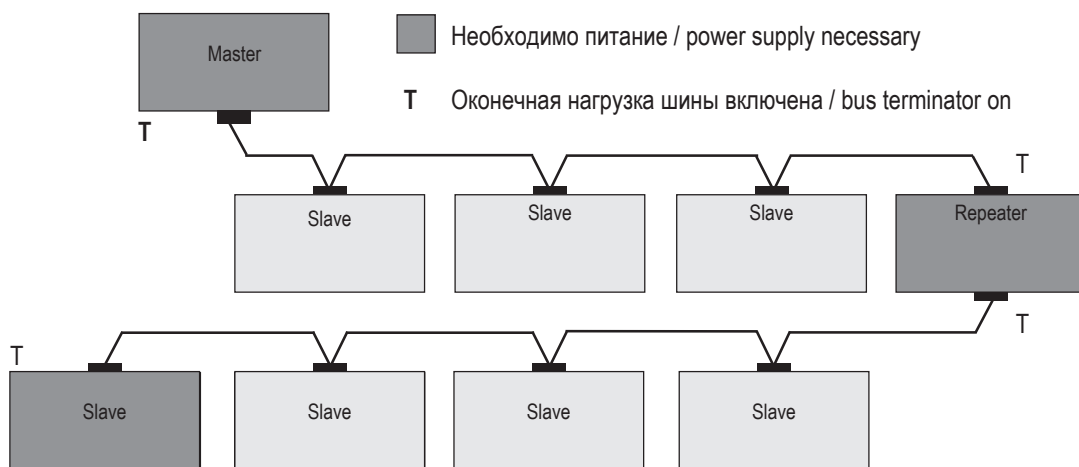 Master
Необходимо питание / power supply necessary
T Оконечная нагрузка шины включена / bus terminator on
T
T
Slave
Slave
Slave
Repeater
T
T
Slave
Slave
Slave
Slave